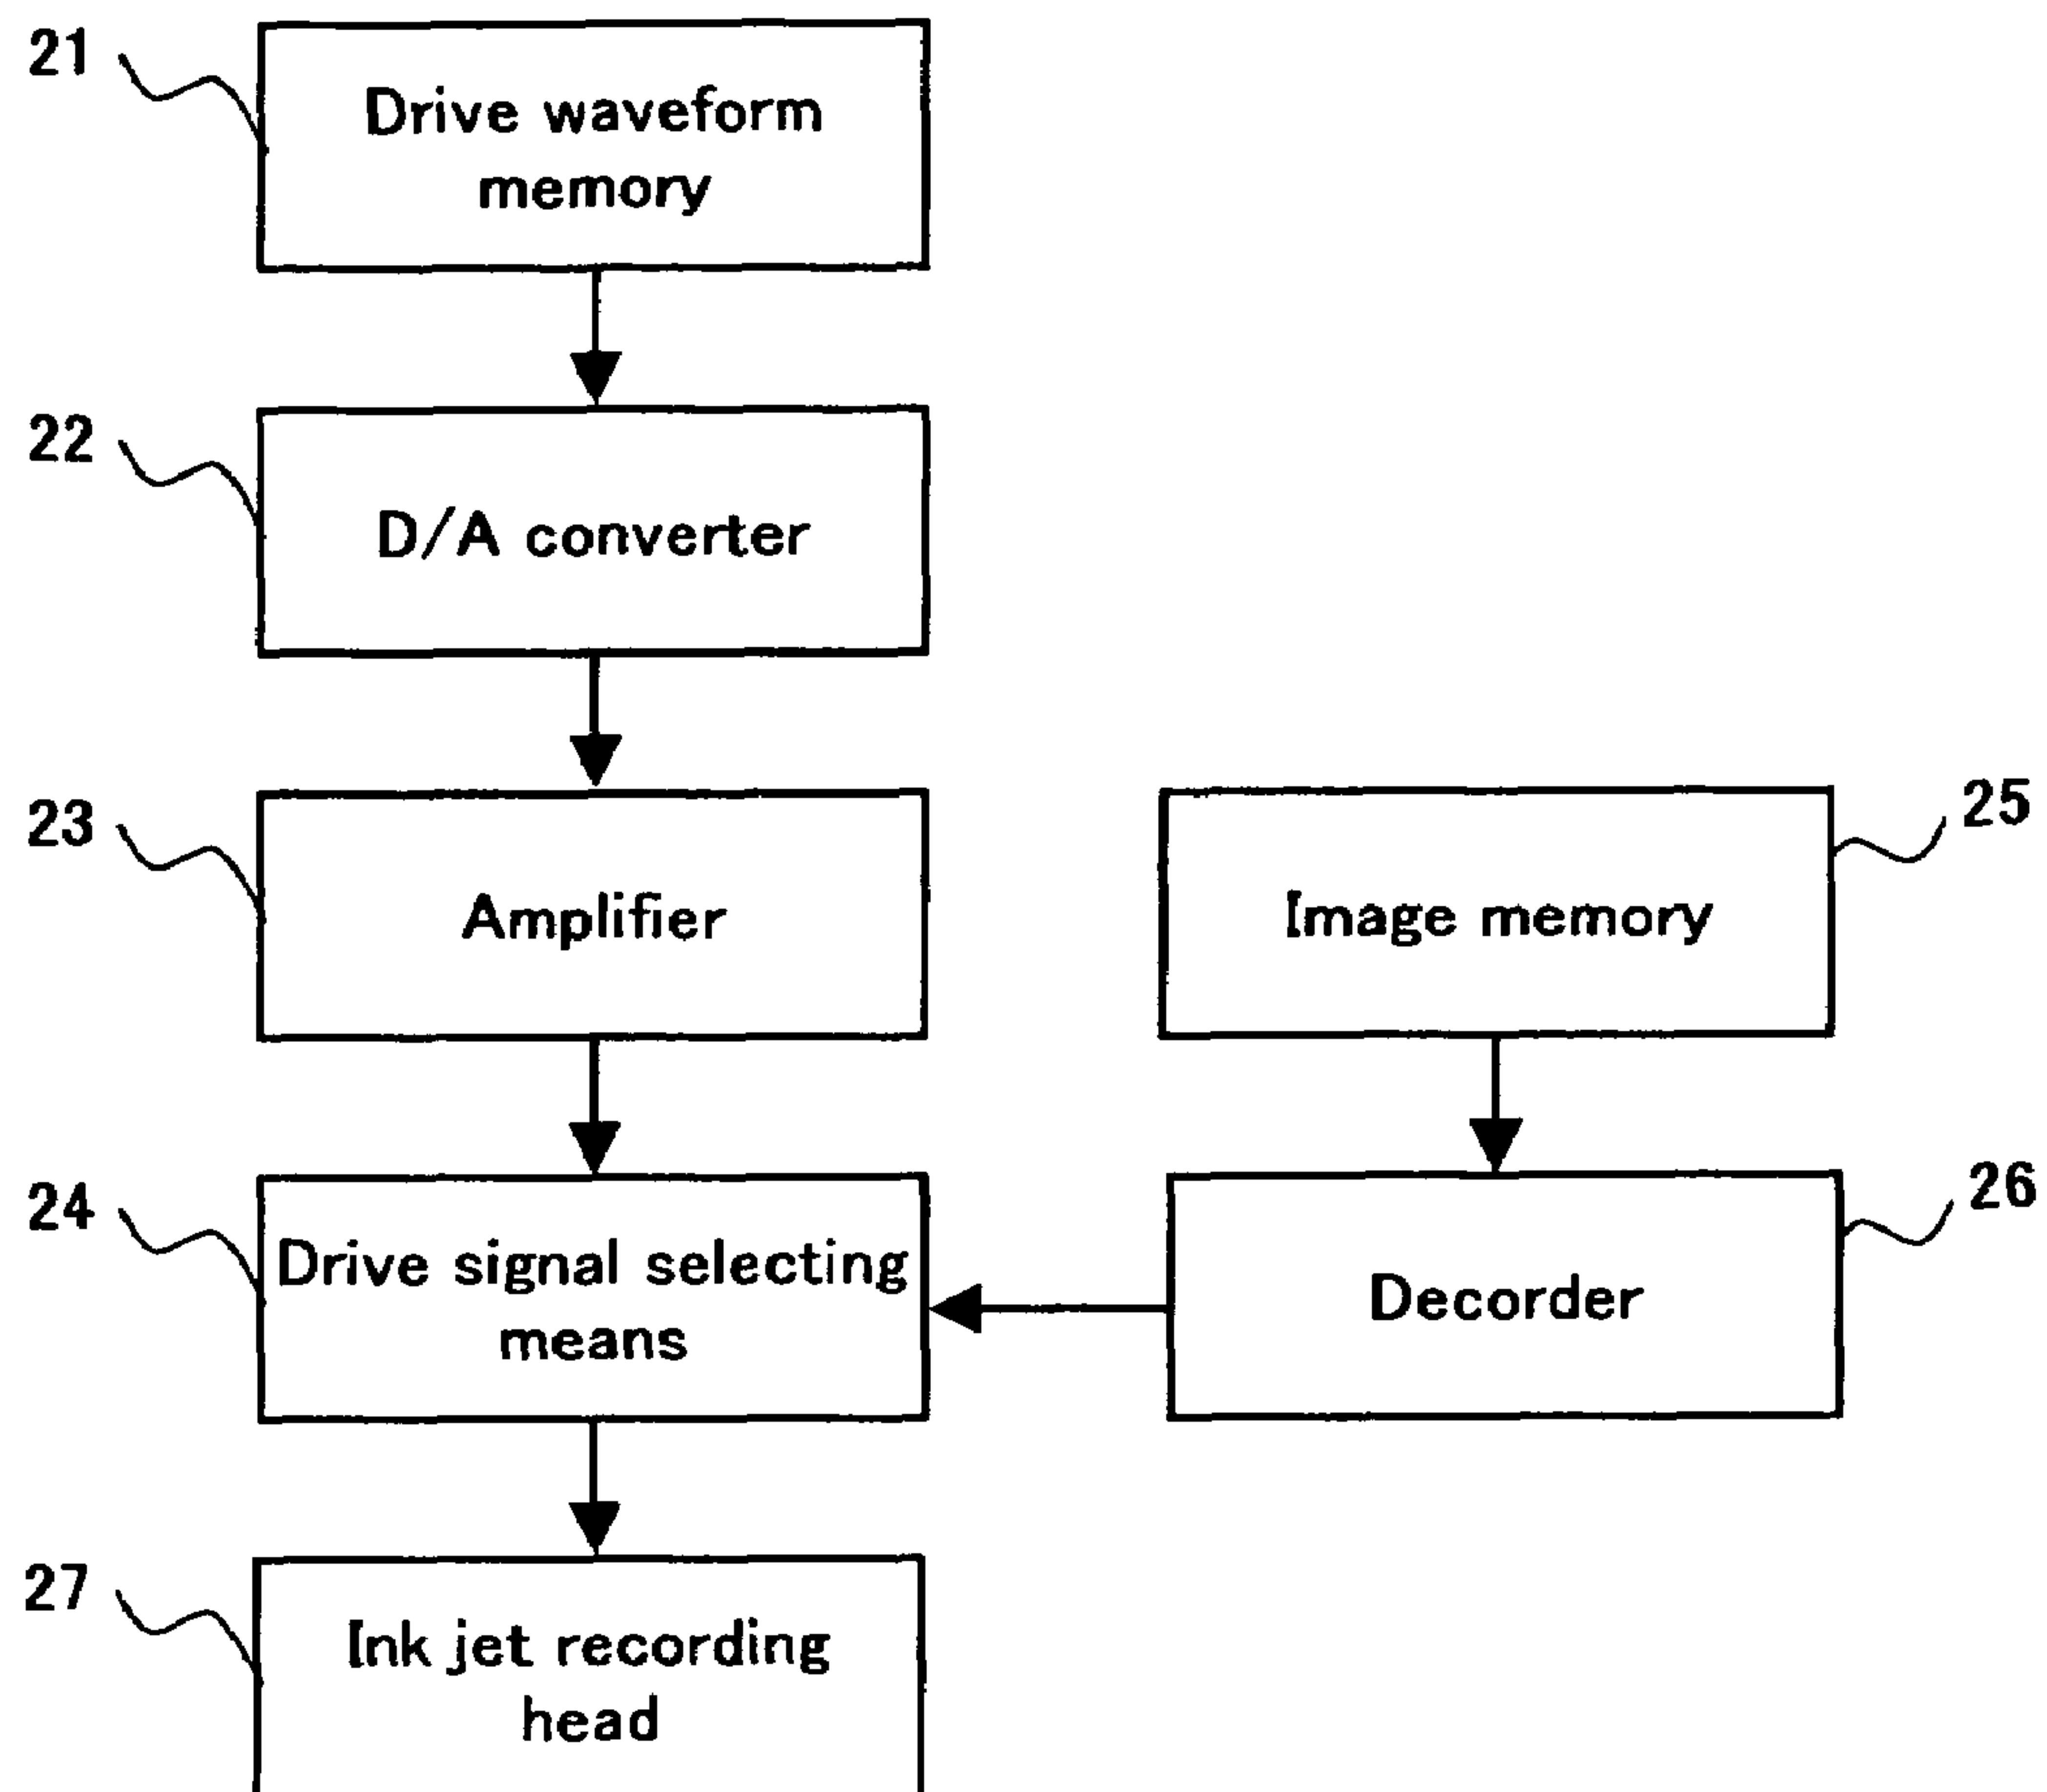 21
Drive waveform
memory
22
D/A converter
23
Amplifier
25
Image memory
24
Drive signal selecting
means
26
Decorder
27
Ink jet recording
head